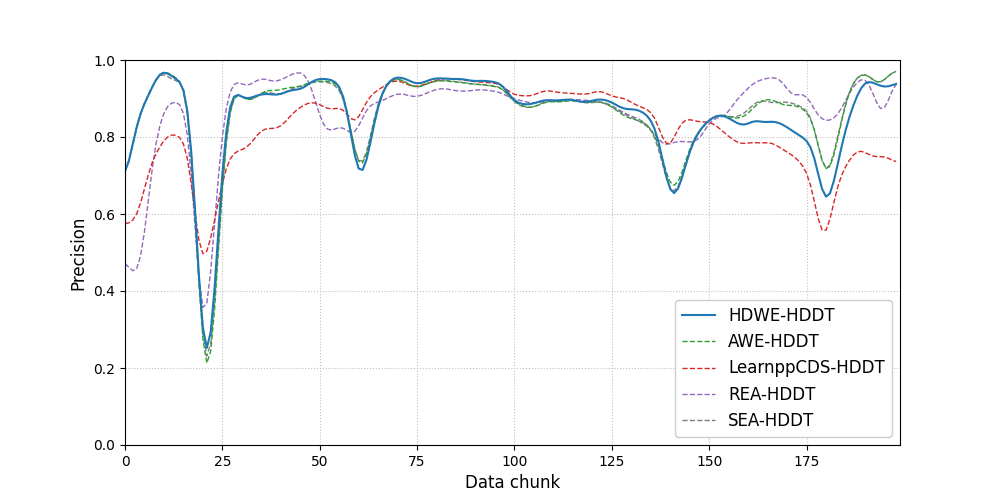 1.0
0.8
0.6
0.4
0.2
0.0
Precision
0 25 50 75 100 125 150 175
Data chunk
HDWE-HDDT
AWE-HDDT
LearnppCDS-HDDT
REA-HDDT
SEA-HDDT